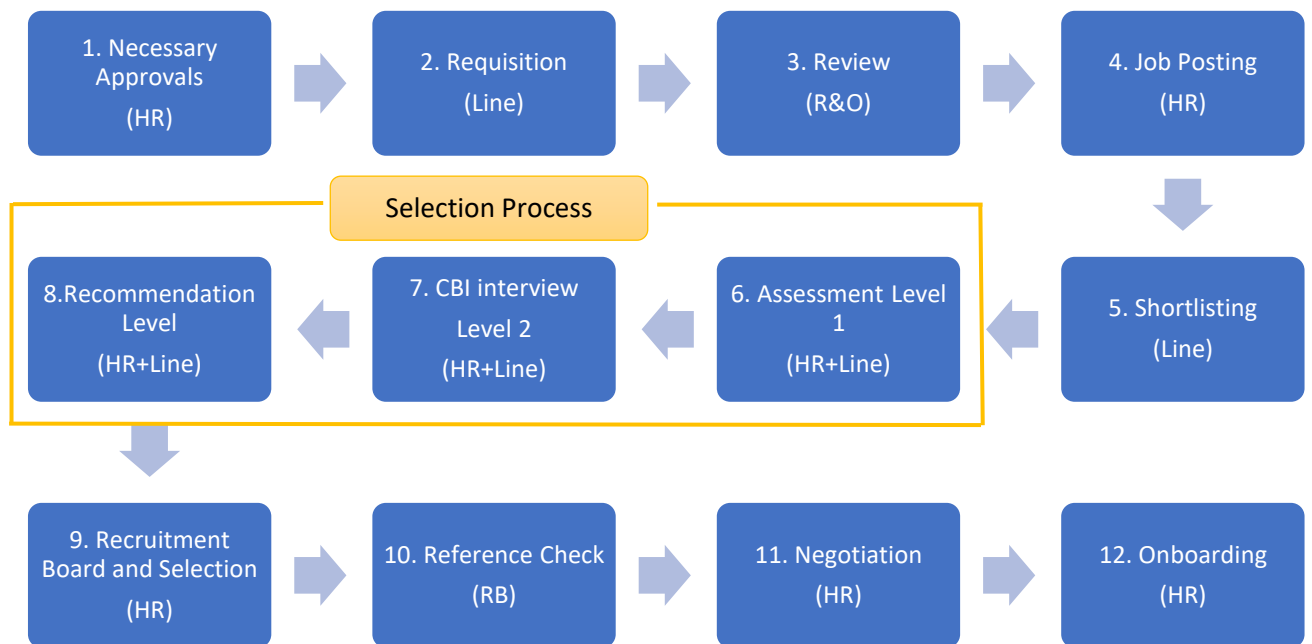 1. Necessary
Approvals
(HR)
2. Requisition
(Line)
3. Review
(R&O)
4. Job Posting
(HR)
Selection Process
5. Shortlisting
(Line)
6. Assessment Level
1
(HR+Line)
7. CBI interview
Level 2
(HR+Line)
8.Recommendation
Level
(HR+Line)
9. Recruitment
Board and Selection
(HR)
10. Reference Check
(RB)
11. Negotiation
(HR)
12. Onboarding
(HR)